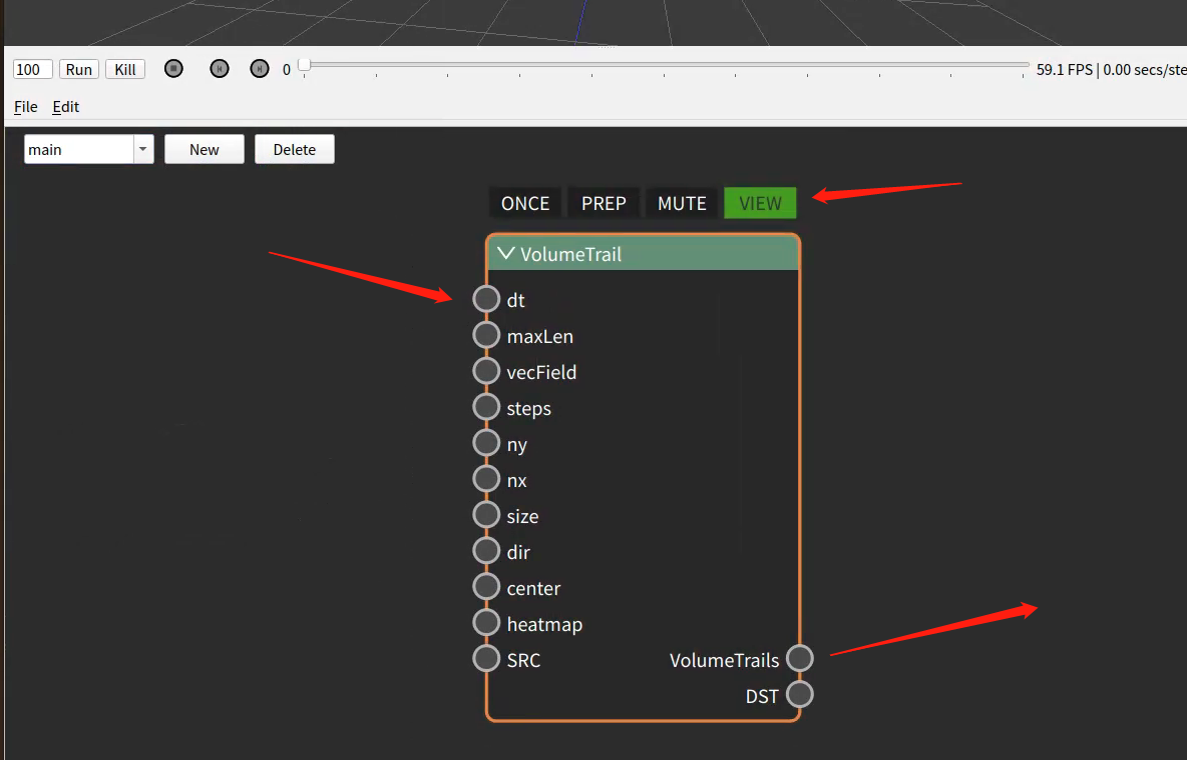 100 Run Kill 0 59.1 FPS | 0.00 secs/ste
File Edit
main New Delete
ONCE PREP MUTE VIEW
VolumeTrail
dt
maxLen
vecField
steps
ny
nx
size
dir
center
heatmap
SRC VolumeTrails
DST